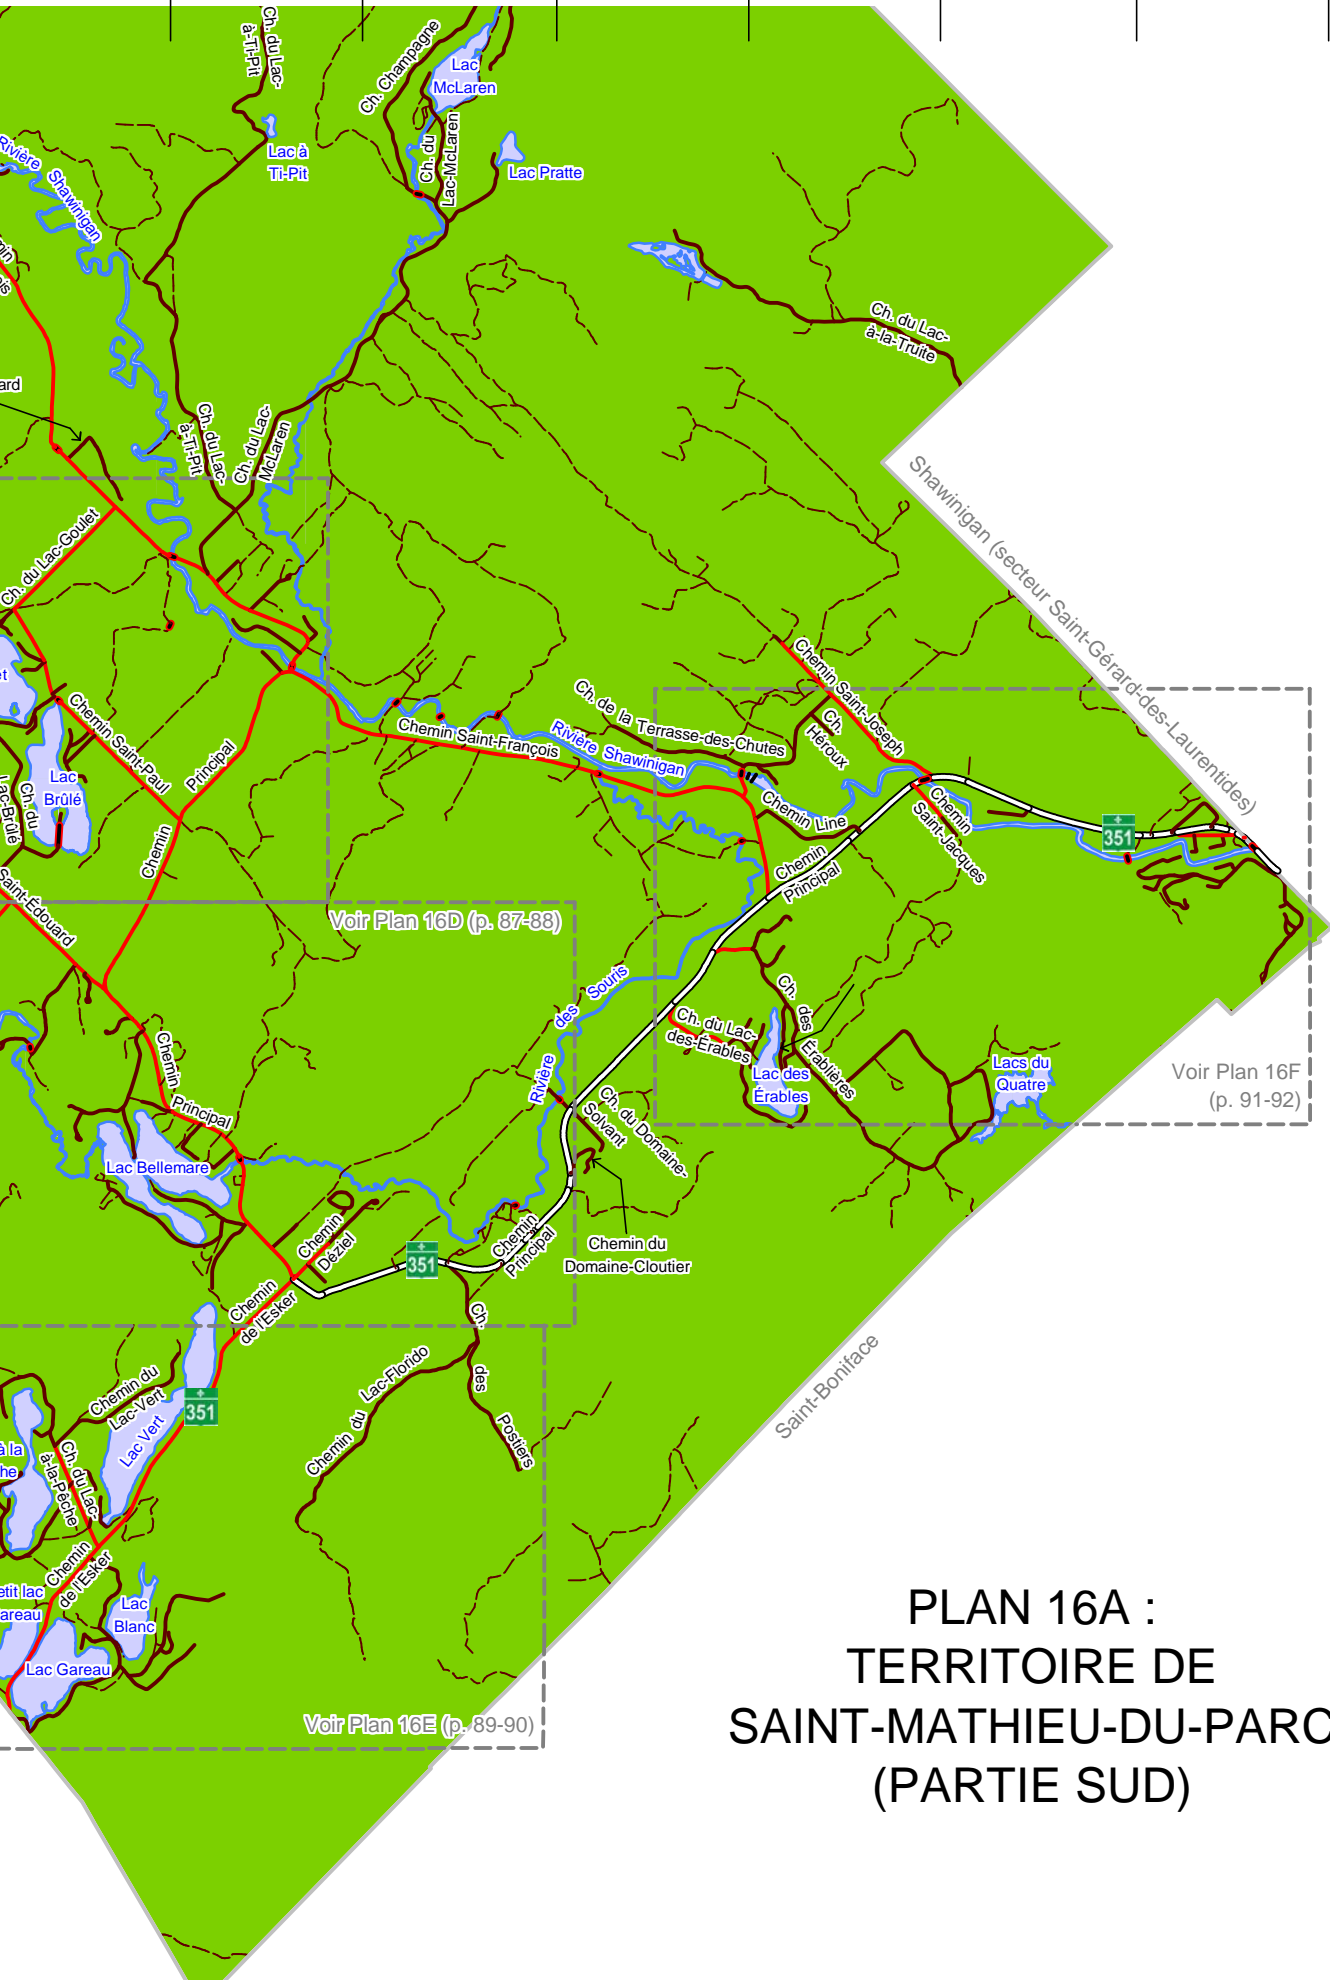 Ch. du Lac-
à-Ti-Pit
Ch. Champagne
Lac
McLaren
Ch. du
Lac-McLaren
Lac à
Ti-Pit
Lac Pratte
Rivière Shawinigan
Ch. du Lac-
à-la-Truite
ard
Ch. du Lac-
à-Ti-Pit
Ch. du Lac-
McLaren
Shawinigan (secteur Saint-Gérard-des-Laurentides)
Ch. du Lac-Goulet
et
Chemin Saint-Paul
Principal
Chemin
Lac
Brûlé
Ch. du
Lac-Brûlé
Saint-Édouard
Chemin Saint-François
Rivière Shawinigan
Ch. de la Terrasse-des-Chutes
Chemin Saint-Joseph
Ch.
Héroux
Chemin Line
Chemin
Principal
Chemin
Saint-Jacques
351
Voir Plan 16D (p. 87-88)
Rivière des Souris
Ch. des Érablières
Ch. du Lac-
des-Érables
Lac des
Érables
Lacs du
Quatre
Voir Plan 16F
(p. 91-92)
Chemin Principal
Lac Bellemare
Ch. du Domaine-
Solvant
Chemin du
Domaine-Cloutier
Chemin
Déziel
351
Chemin
Principal
Chemin
de l'Esker
Ch. des Postiers
Chemin du Lac-Florido
Saint-Boniface
Chemin du
Lac-Vert
351
Lac Vert
à la
he
Ch. du Lac-
à-la-Pêche
Chemin
de l'Esker
etit lac
areau
Lac
Blanc
Lac Gareau
Voir Plan 16E (p. 89-90)
PLAN 16A :
TERRITOIRE DE
SAINT-MATHIEU-DU-PARC
(PARTIE SUD)